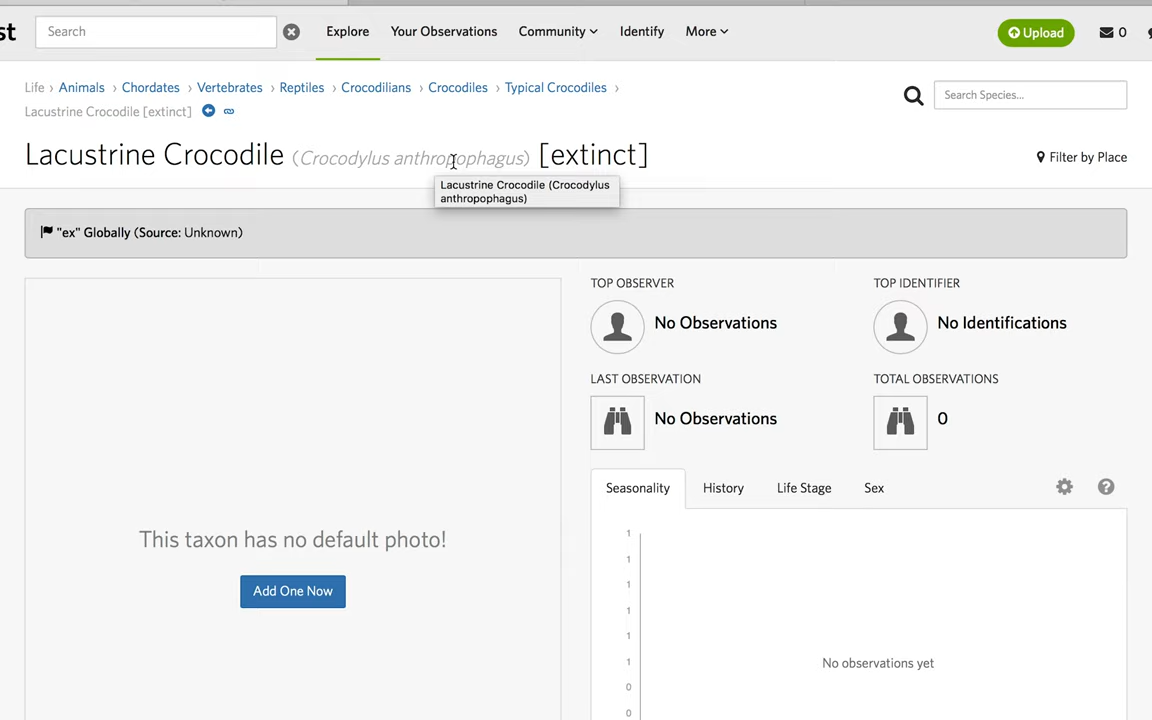 st
Search
Explore
Your Observations
Community
Identify
More
Upload
0
Life › Animals › Chordates › Vertebrates › Reptiles › Crocodilians › Crocodiles › Typical Crocodiles ›
Lacustrine Crocodile [extinct]
Search Species...
Lacustrine Crocodile (Crocodylus anthropophagus) [extinct]
Filter by Place
Lacustrine Crocodile (Crocodylus
anthropophagus)
"ex" Globally (Source: Unknown)
TOP OBSERVER
No Observations
TOP IDENTIFIER
No Identifications
LAST OBSERVATION
No Observations
TOTAL OBSERVATIONS
0
This taxon has no default photo!
Add One Now
Seasonality
History
Life Stage
Sex
?
1
1
1
1
1
1
0
0
No observations yet